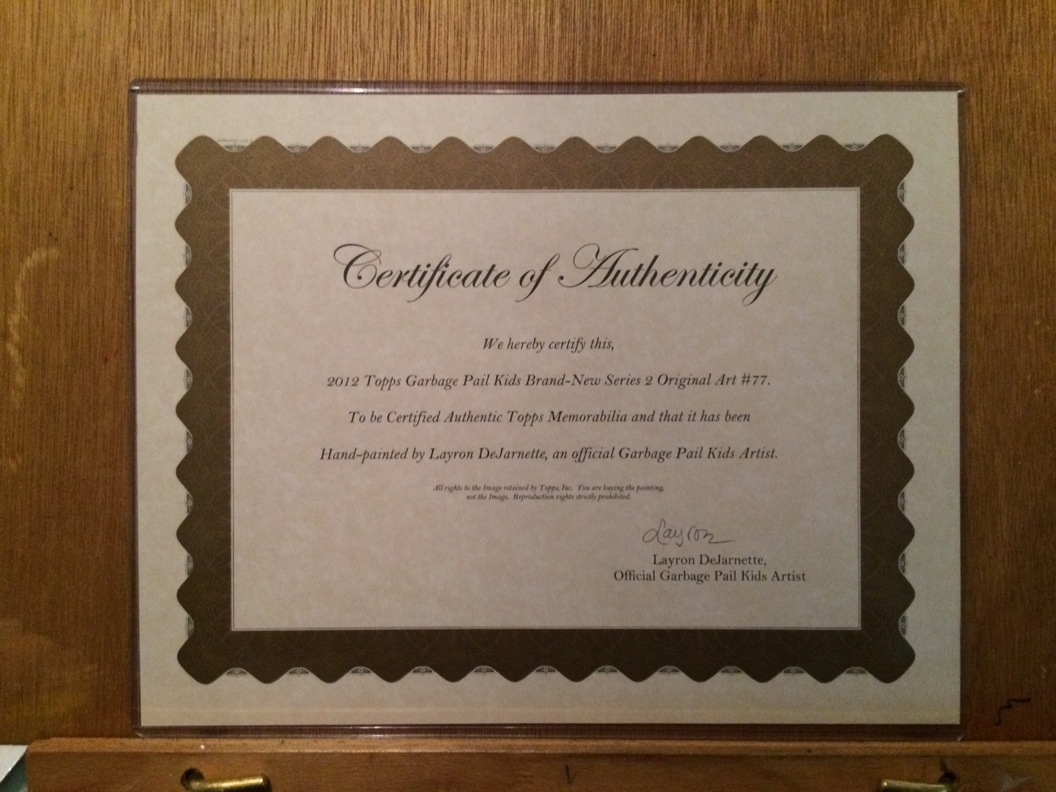 Certificate of Authenticity
We hereby certify this,
2012 Topps Garbage Pail Kids Brand-New Series 2 Original Art #77.
To be Certified Authentic Topps Memorabilia and that it has been
Hand-painted by Layron DeJarnette, an official Garbage Pail Kids Artist.
All rights to the Image retained by Topps, Inc. You are buying the painting,
not the Image. Reproduction rights strictly prohibited.
Layron
Layron DeJarnette,
Official Garbage Pail Kids Artist